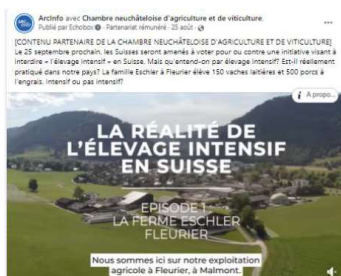 ArcInfo avec Chambre neuchâteloise d'agriculture et de viticulture.
Publié par Echobox · Partenariat rémunéré · 25 août ·
[CONTENU PARTENAIRE DE LA CHAMBRE NEUCHÂTELOISE D'AGRICULTURE ET DE VITICULTURE]
Le 25 septembre prochain, les Suisses seront amenés à voter pour ou contre une initiative visant à
interdire « l'élevage intensif » en Suisse. Mais qu'entend-on par élevage intensif? Est-il réellement
pratiqué dans notre pays? La famille Eschler à Fleurier élève 150 vaches laitières et 500 porcs à
l'engrais. Intensif ou pas intensif?
i A propo...
LA RÉALITÉ DE
L'ÉLEVAGE INTENSIF
EN SUISSE
EPISODE 1
LA FERME ESCHLER
FLEURIER
Nous sommes ici sur notre exploitation
agricole à Fleurier, à Malmont.